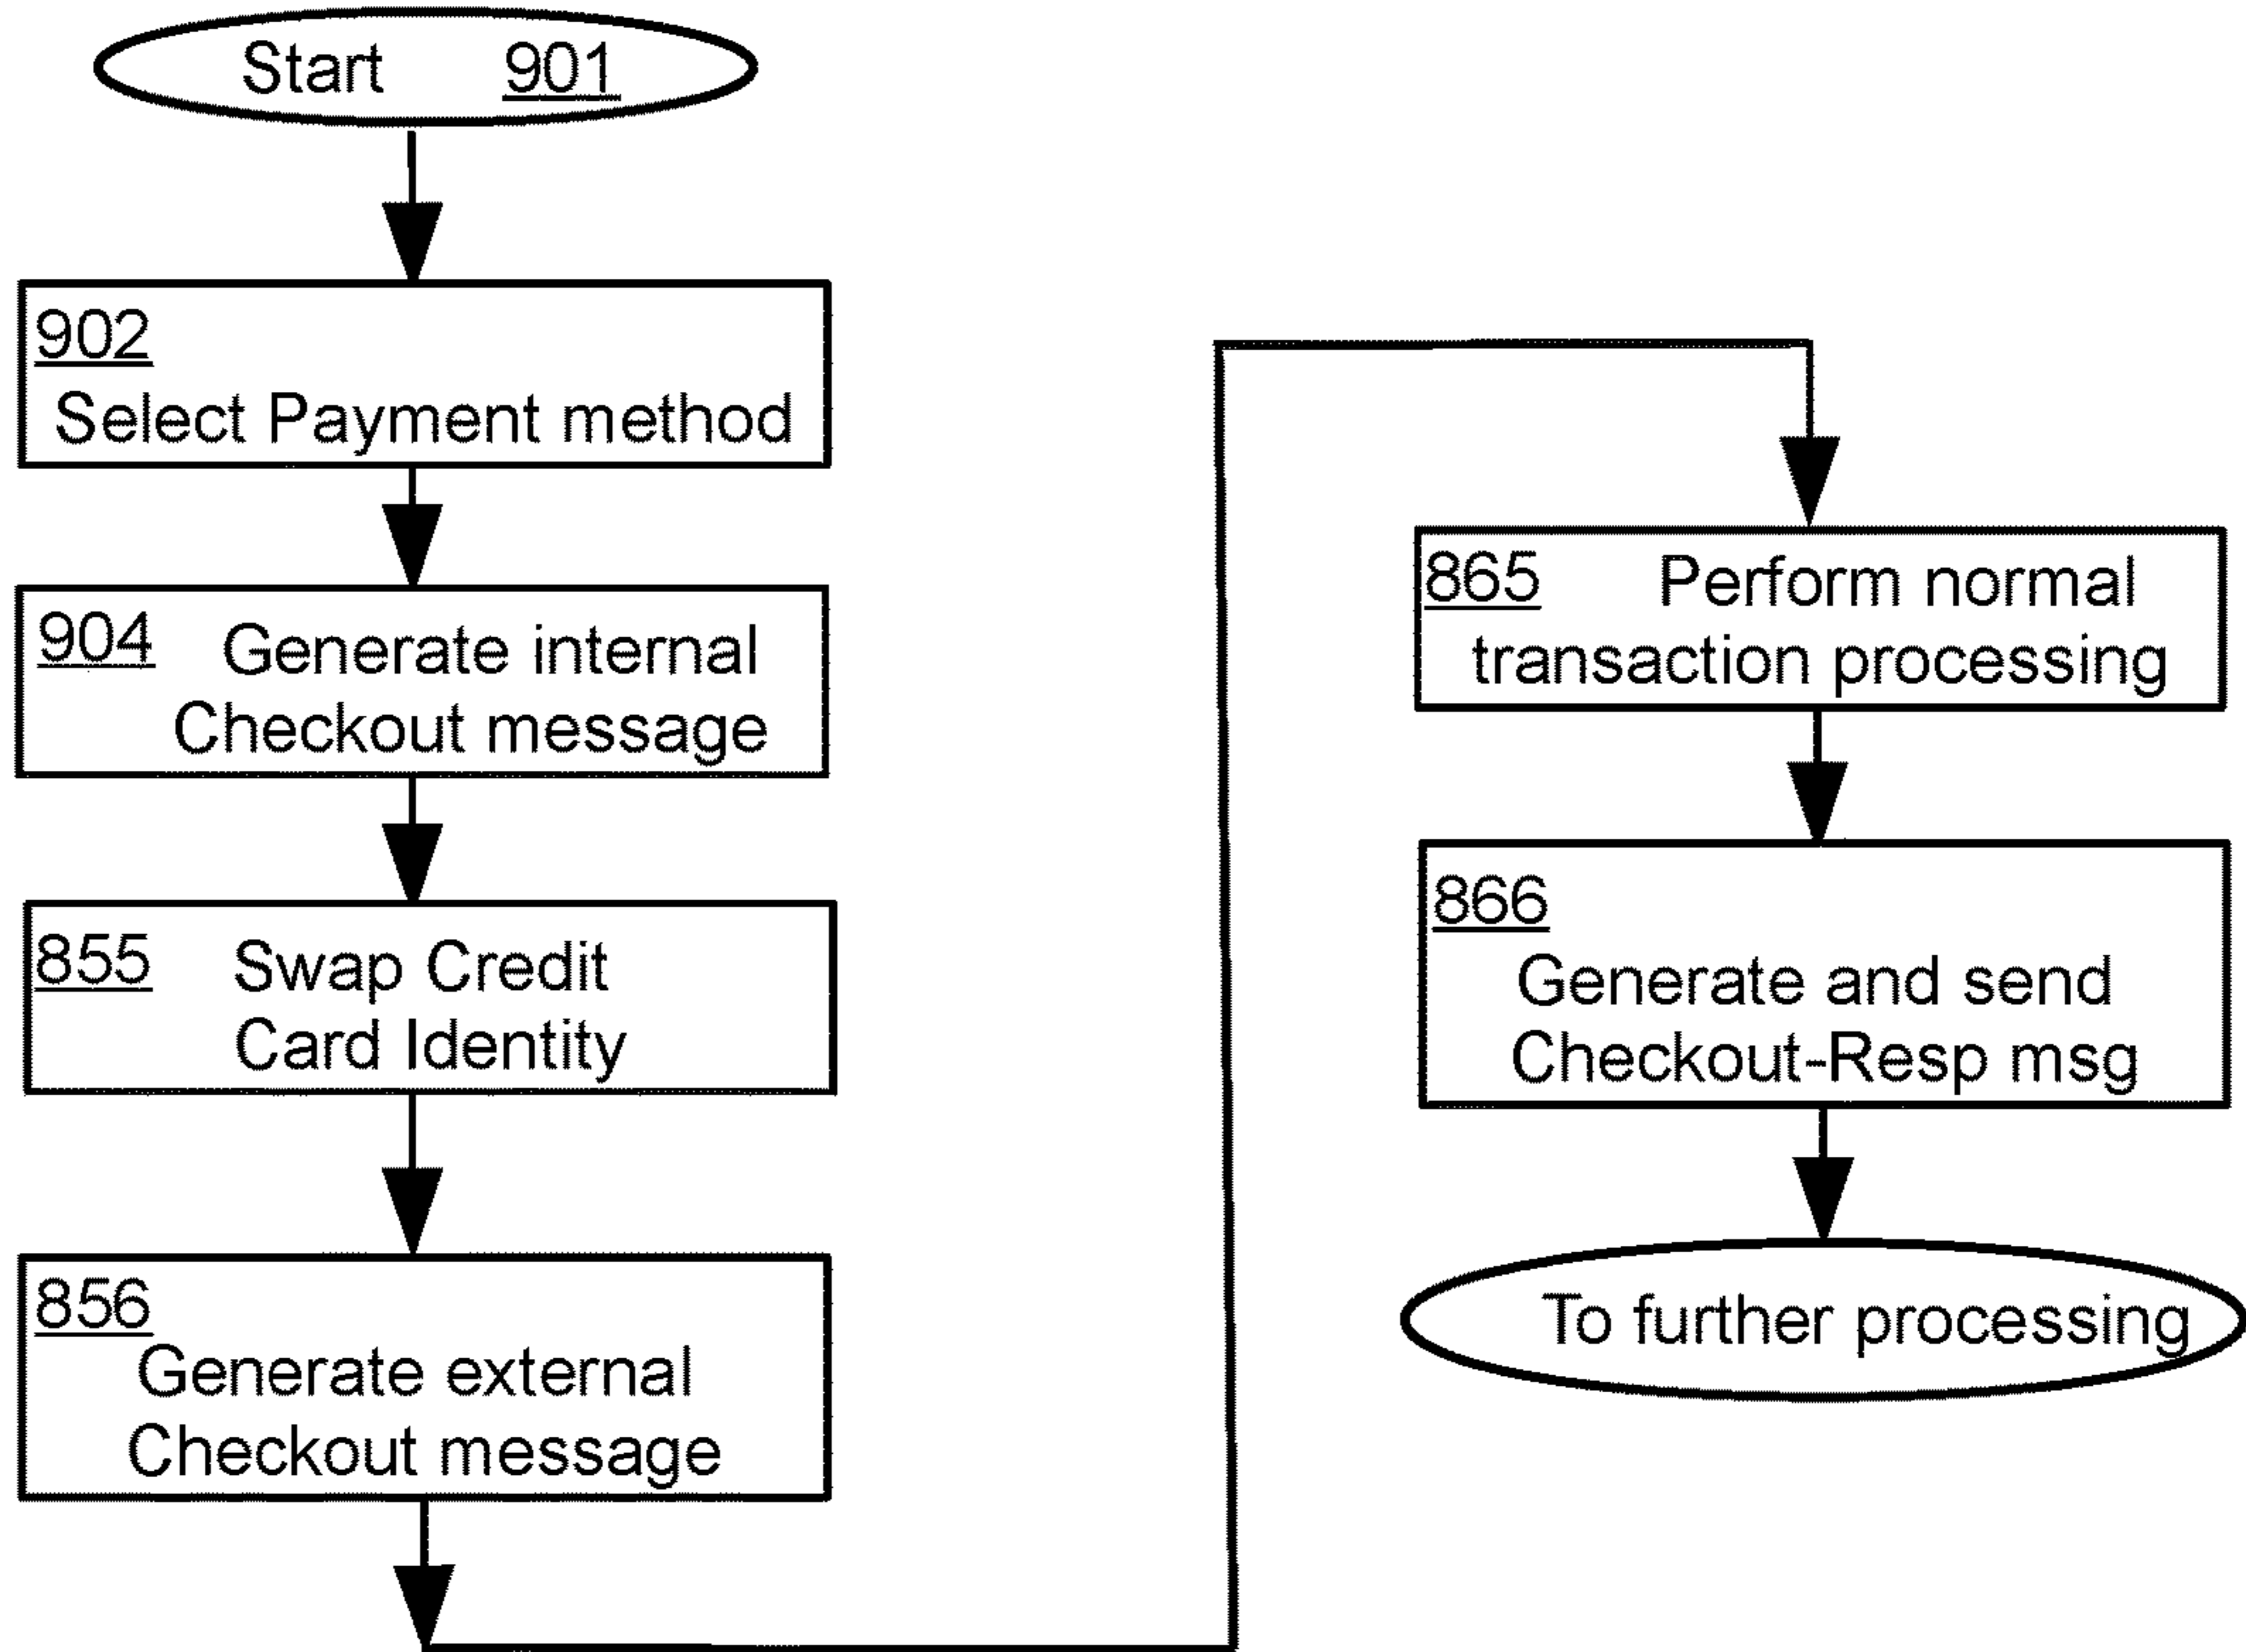 Start 901
902
Select Payment method
904 Generate internal
Checkout message
855 Swap Credit
Card Identity
856
Generate external
Checkout message
865 Perform normal
transaction processing
866
Generate and send
Checkout-Resp msg
To further processing